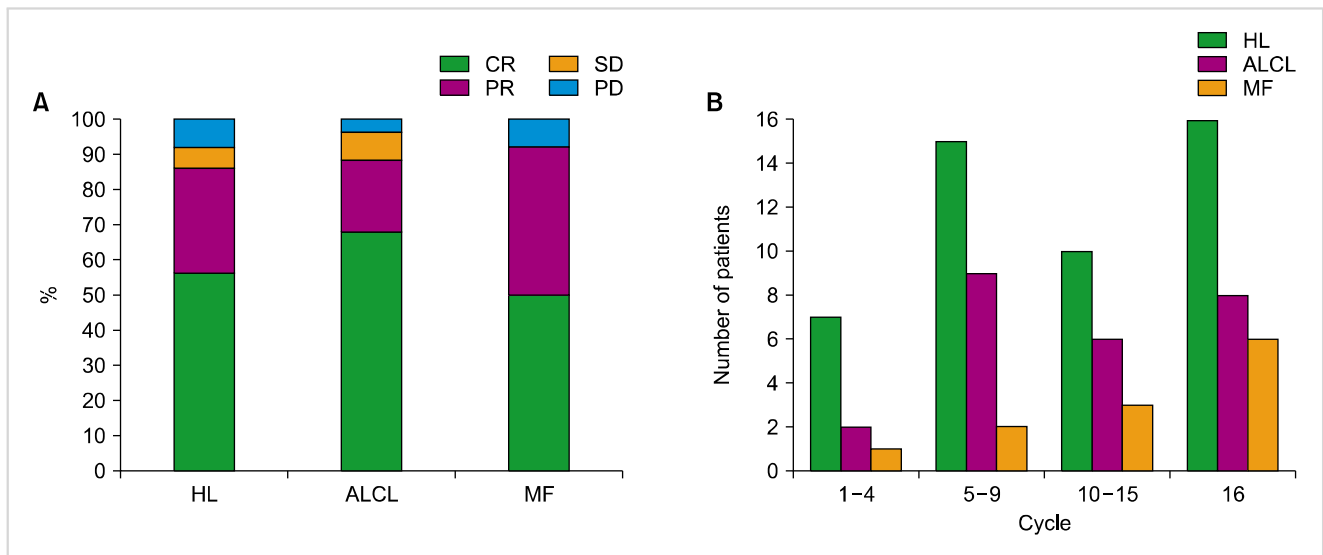 A
CR SD
PR PD
100
90
80
70
60
50
40
30
20
10
0
%
HL ALCL MF
B
HL
ALCL
MF
16
14
12
10
8
6
4
2
0
Number of patients
1–4 5–9 10–15 16
Cycle